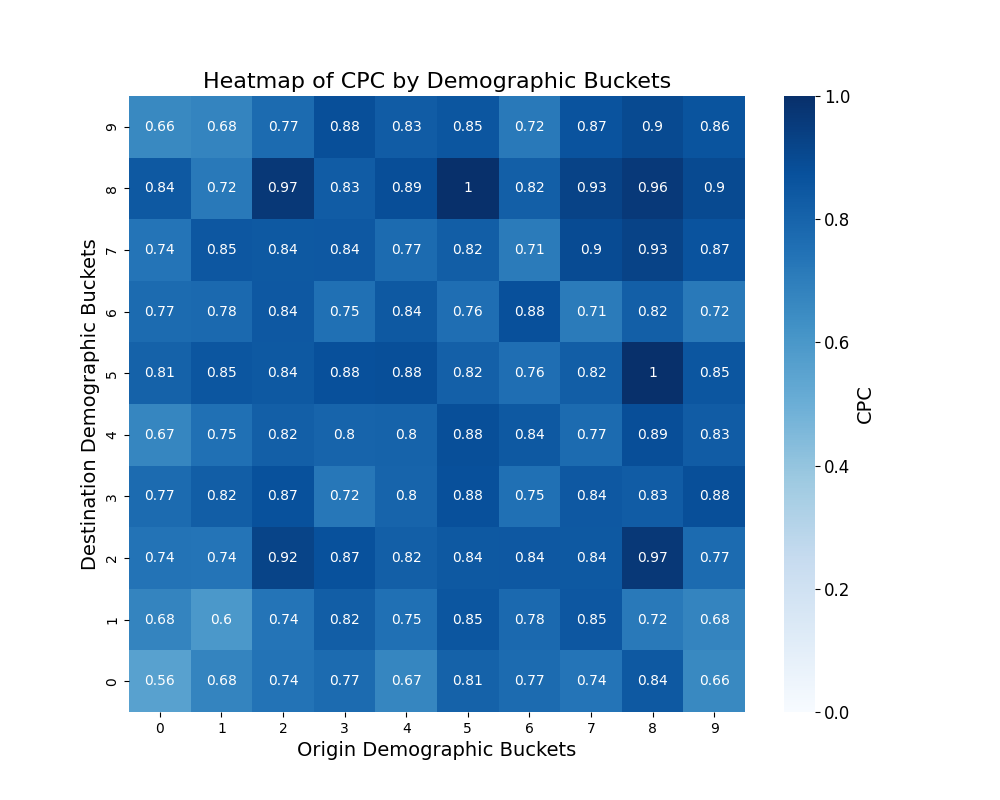 Heatmap of CPC by Demographic Buckets
9 0.66 0.68 0.77 0.88 0.83 0.85 0.72 0.87 0.9 0.86
8 0.84 0.72 0.97 0.83 0.89 1 0.82 0.93 0.96 0.9
7 0.74 0.85 0.84 0.84 0.77 0.82 0.71 0.9 0.93 0.87
6 0.77 0.78 0.84 0.75 0.84 0.76 0.88 0.71 0.82 0.72
5 0.81 0.85 0.84 0.88 0.88 0.82 0.76 0.82 1 0.85
4 0.67 0.75 0.82 0.8 0.8 0.88 0.84 0.77 0.89 0.83
3 0.77 0.82 0.87 0.72 0.8 0.88 0.75 0.84 0.83 0.88
2 0.74 0.74 0.92 0.87 0.82 0.84 0.84 0.84 0.97 0.77
1 0.68 0.6 0.74 0.82 0.75 0.85 0.78 0.85 0.72 0.68
0 0.56 0.68 0.74 0.77 0.67 0.81 0.77 0.74 0.84 0.66
0 1 2 3 4 5 6 7 8 9
Origin Demographic Buckets
Destination Demographic Buckets
1.0
0.8
0.6
0.4
0.2
0.0
CPC